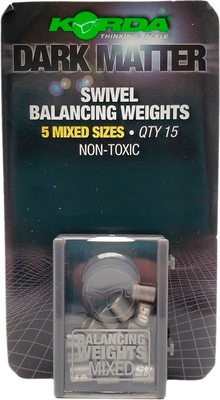 KORDA
THINKING TACKLE
DARK MATTER
SWIVEL
BALANCING WEIGHTS
5 MIXED SIZES • QTY 15
NON-TOXIC
BALANCING
WEIGHTS
MIXED